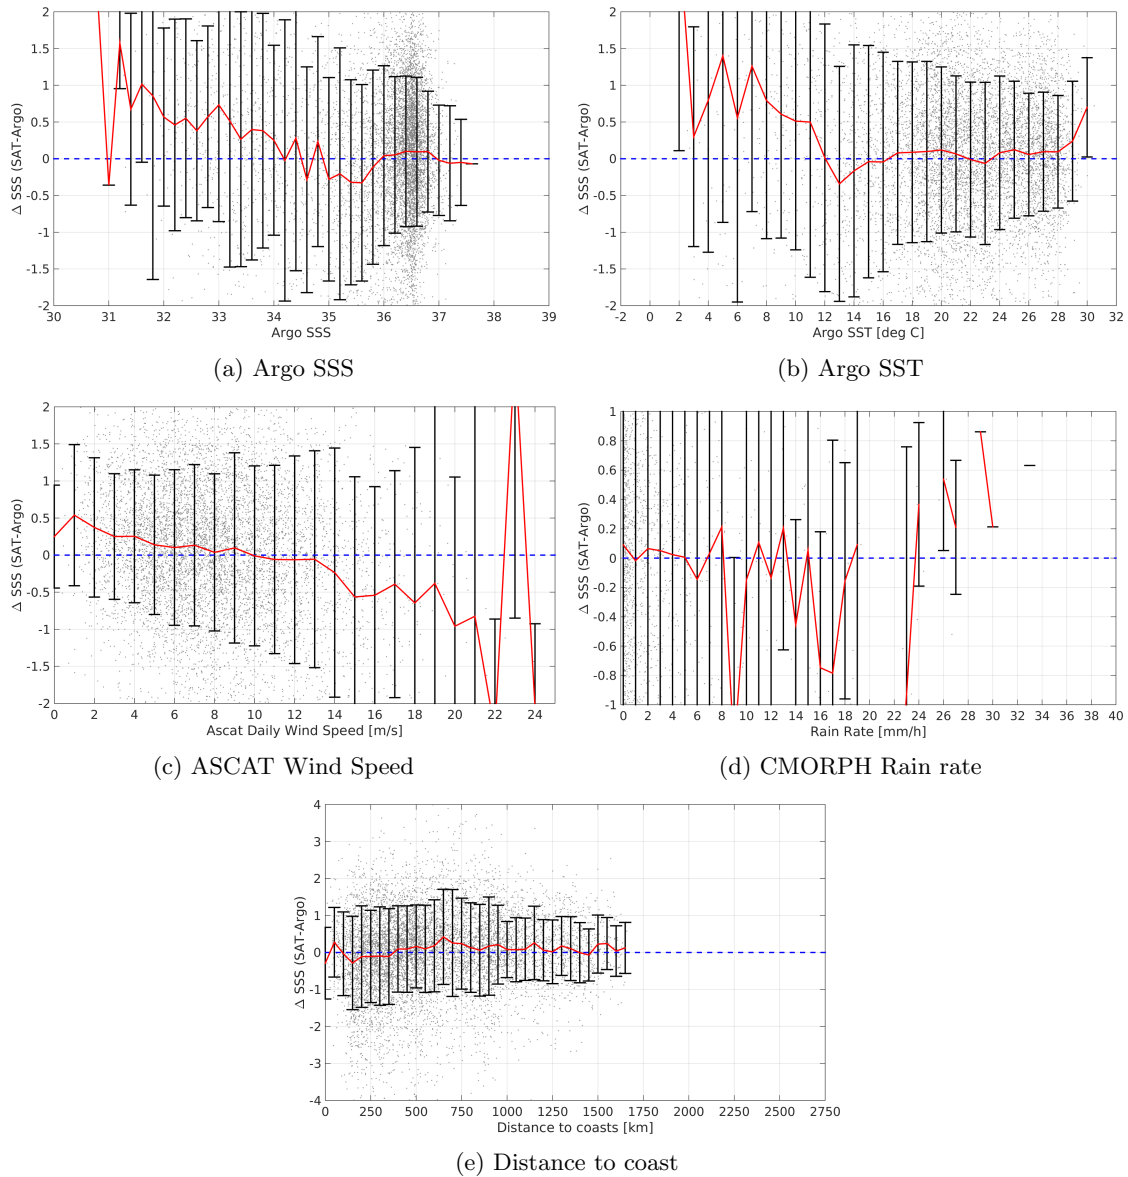 2
1.5
1
0.5
0
-0.5
-1
-1.5
-2
Δ SSS (SAT-Argo)
30 31 32 33 34 35 36 37 38 39
Argo SSS
(a) Argo SSS
2
1.5
1
0.5
0
-0.5
-1
-1.5
-2
Δ SSS (SAT-Argo)
-2 0 2 4 6 8 10 12 14 16 18 20 22 24 26 28 30 32
Argo SST [deg C]
(b) Argo SST
2
1.5
1
0.5
0
-0.5
-1
-1.5
-2
Δ SSS (SAT-Argo)
0 2 4 6 8 10 12 14 16 18 20 22 24
Ascat Daily Wind Speed [m/s]
(c) ASCAT Wind Speed
1
0.8
0.6
0.4
0.2
0
-0.2
-0.4
-0.6
-0.8
-1
Δ SSS (SAT-Argo)
0 2 4 6 8 10 12 14 16 18 20 22 24 26 28 30 32 34 36 38 40
Rain Rate [mm/h]
(d) CMORPH Rain rate
4
3
2
1
0
-1
-2
-3
-4
Δ SSS (SAT-Argo)
0 250 500 750 1000 1250 1500 1750 2000 2250 2500 2750
Distance to coasts [km]
(e) Distance to coast